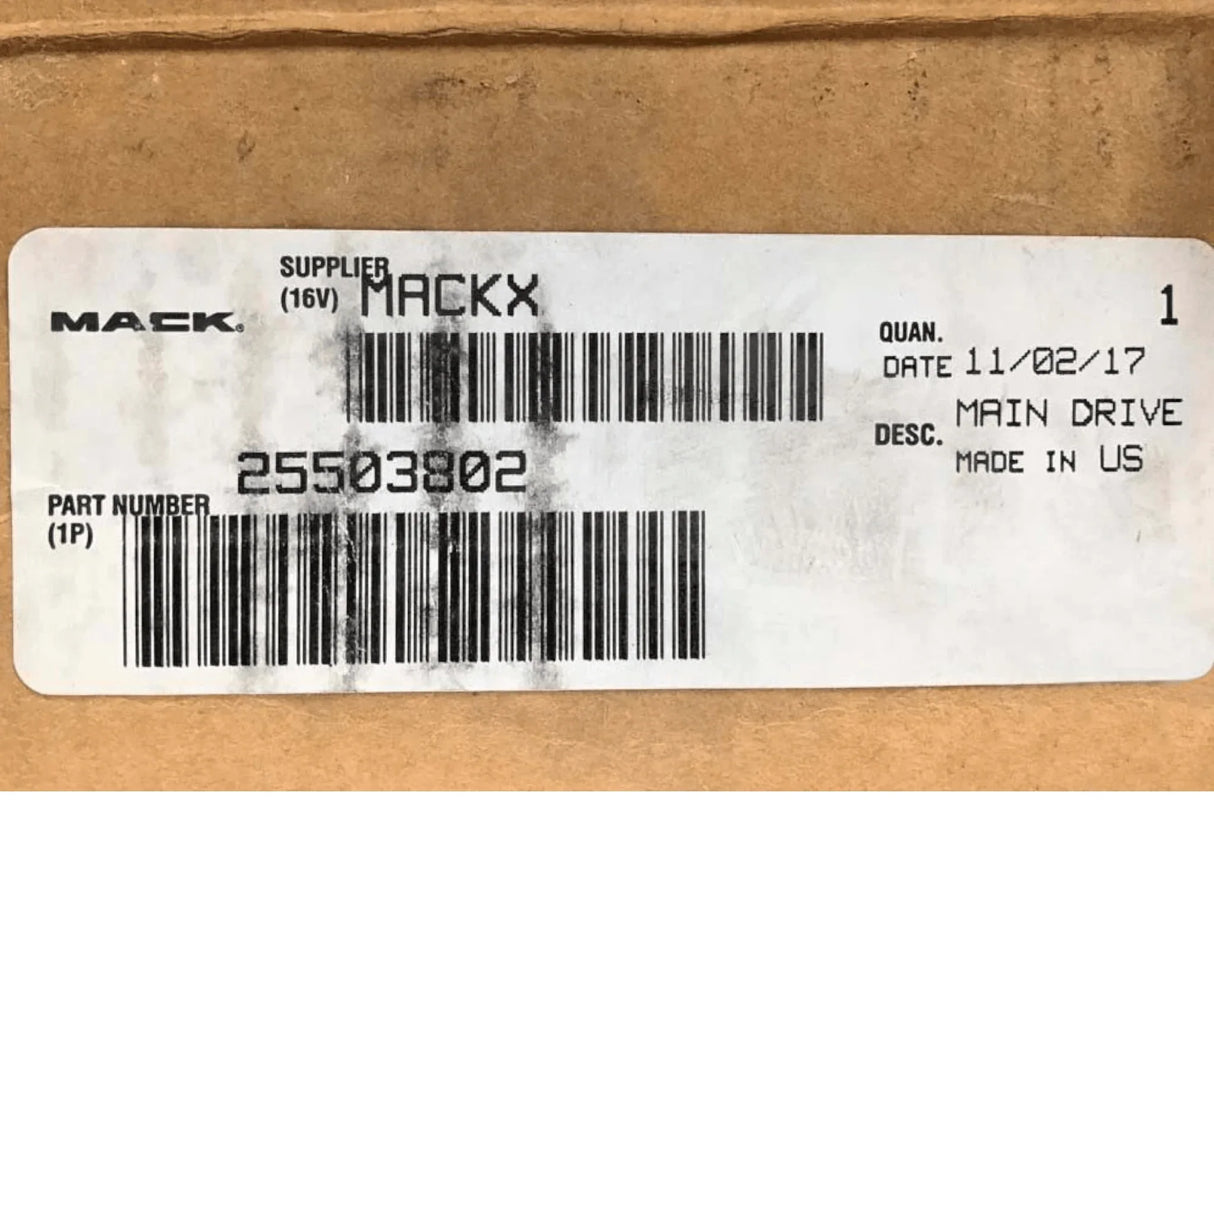 MACK®
SUPPLIER
(16V) MACKX
1
QUAN.
DATE 11/02/17
DESC. MAIN DRIVE
MADE IN US
25503802
PART NUMBER
(1P)